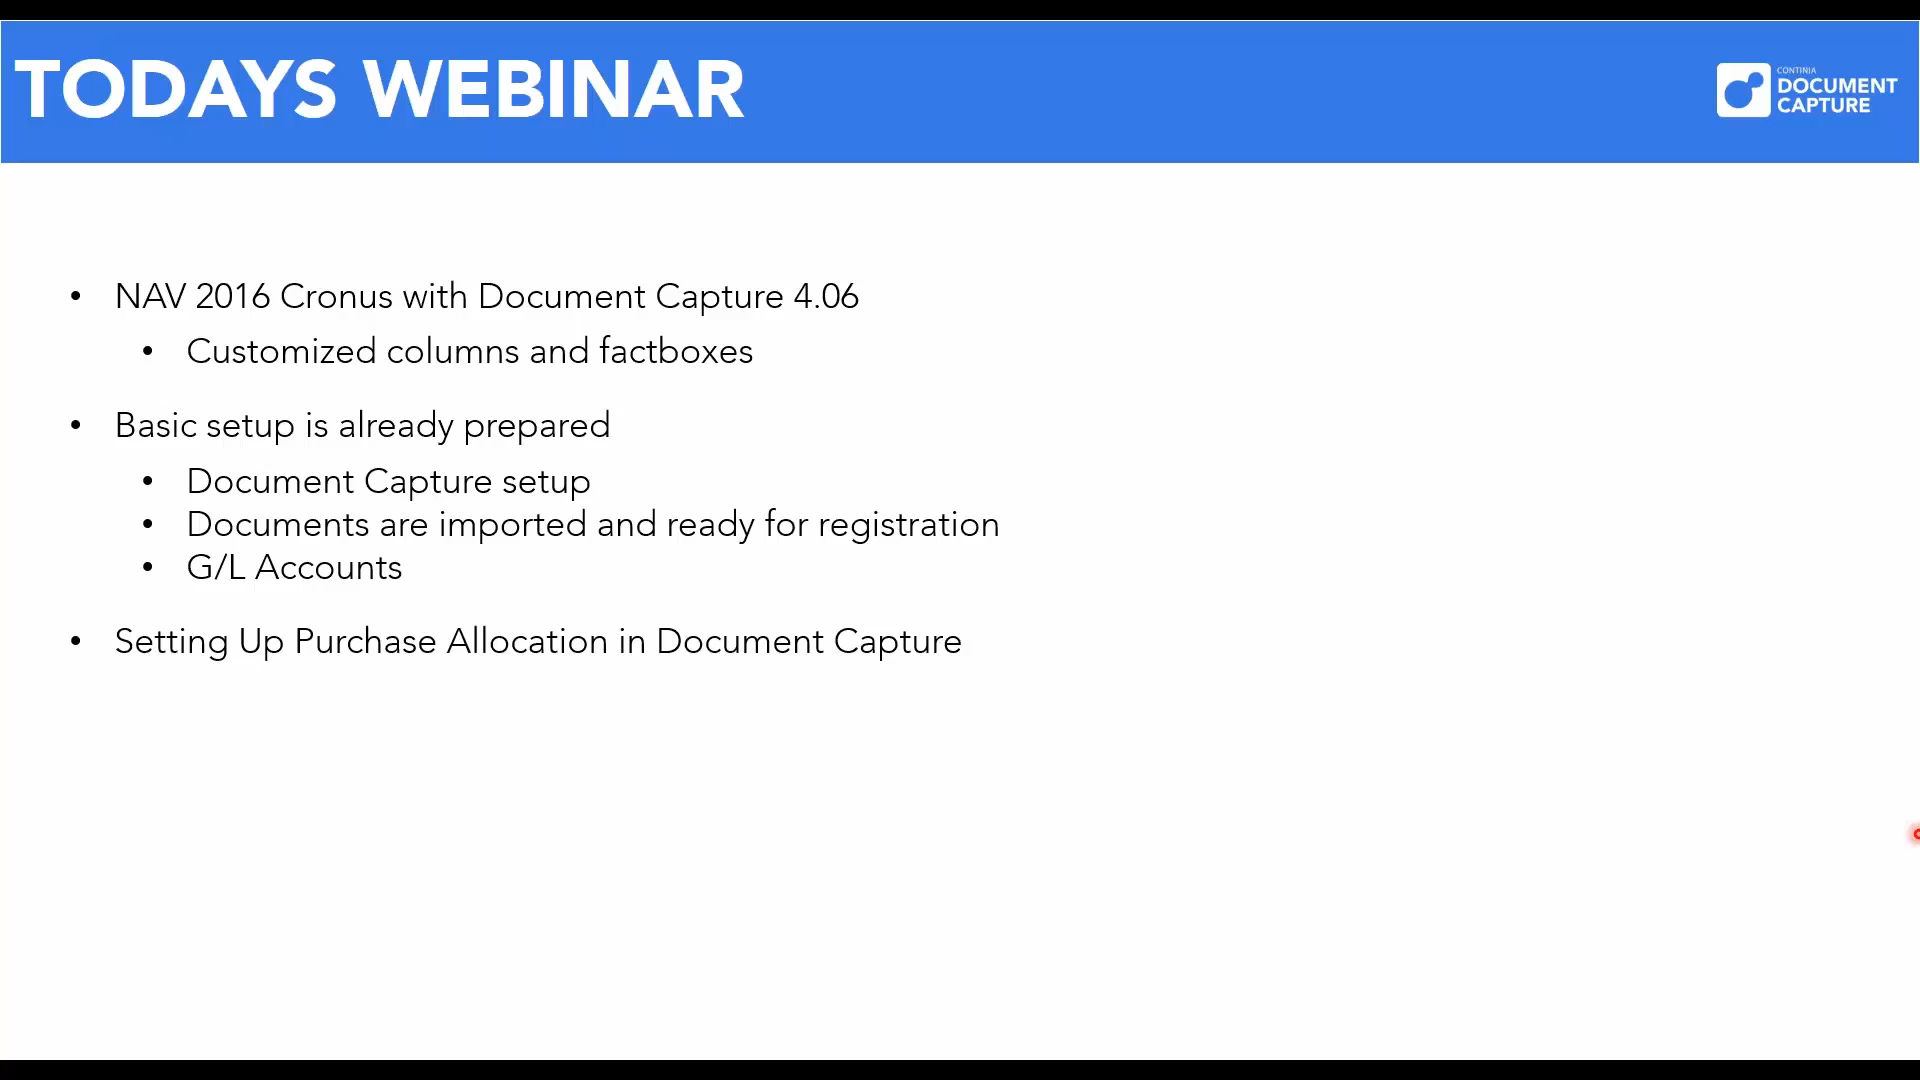 TODAYS WEBINAR
CONTINIA
DOCUMENT
CAPTURE
• NAV 2016 Cronus with Document Capture 4.06
• Customized columns and factboxes
• Basic setup is already prepared
• Document Capture setup
• Documents are imported and ready for registration
• G/L Accounts
• Setting Up Purchase Allocation in Document Capture